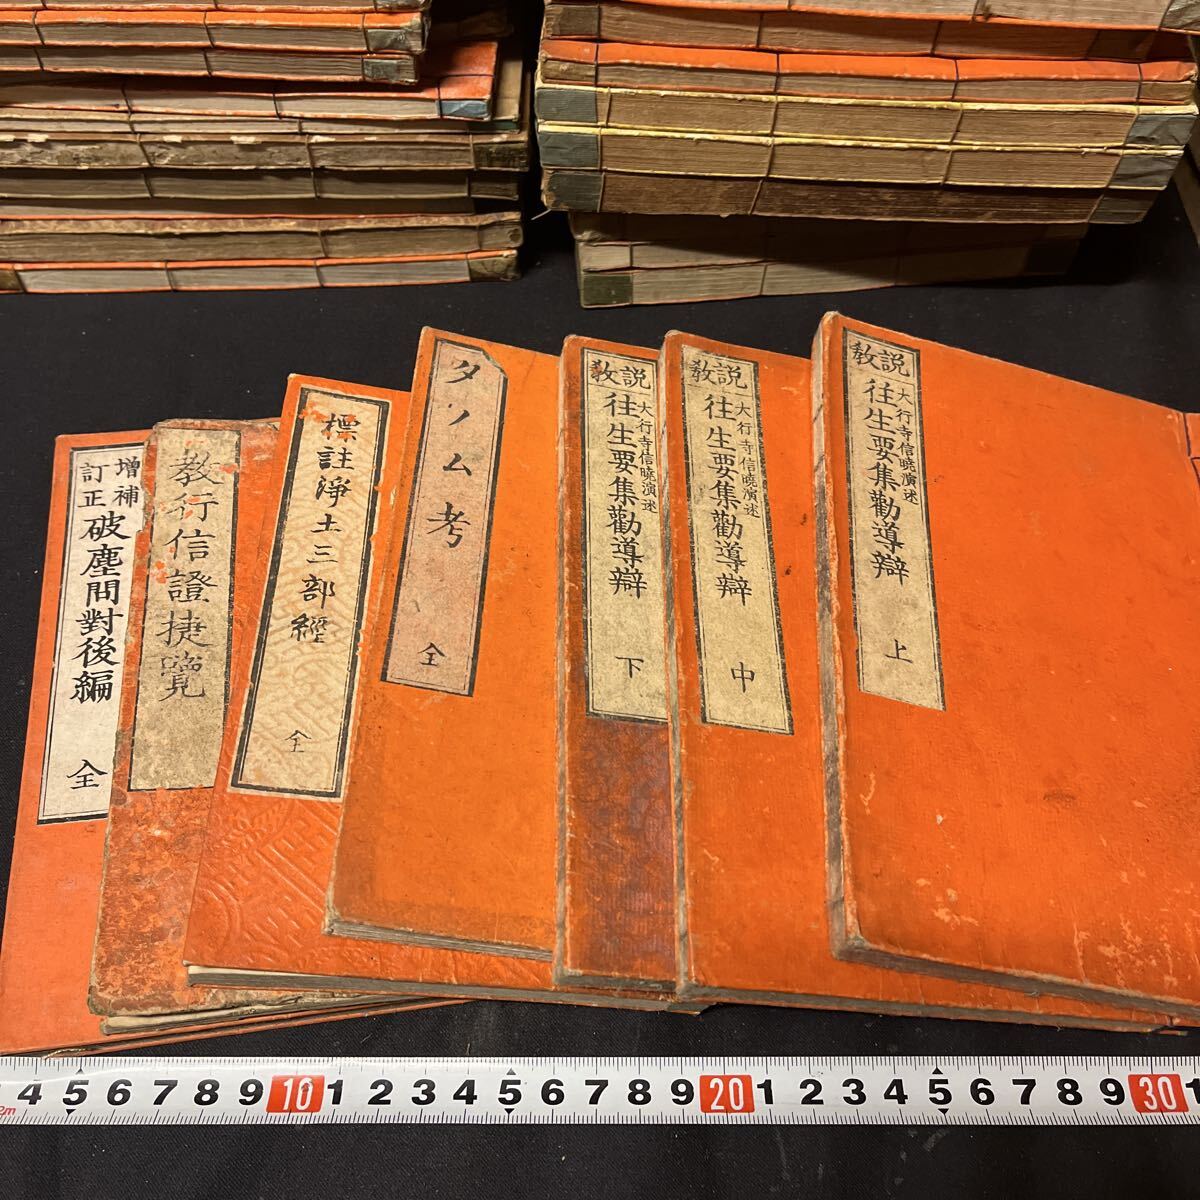 説教
大行寺信曉演述
往生要集勸導辯 上
説教
大行寺信曉演述
往生要集勸導辯 中
説教
大行寺信曉演述
往生要集勸導辯 下
タノム考 全
標註淨土三部經 全
教行信證捷覽
増補
訂正
破塵問對後編 全
4 5 6 7 8 9 10 1 2 3 4 5 6 7 8 9 20 1 2 3 4 5 6 7 8 9 30 1
2m